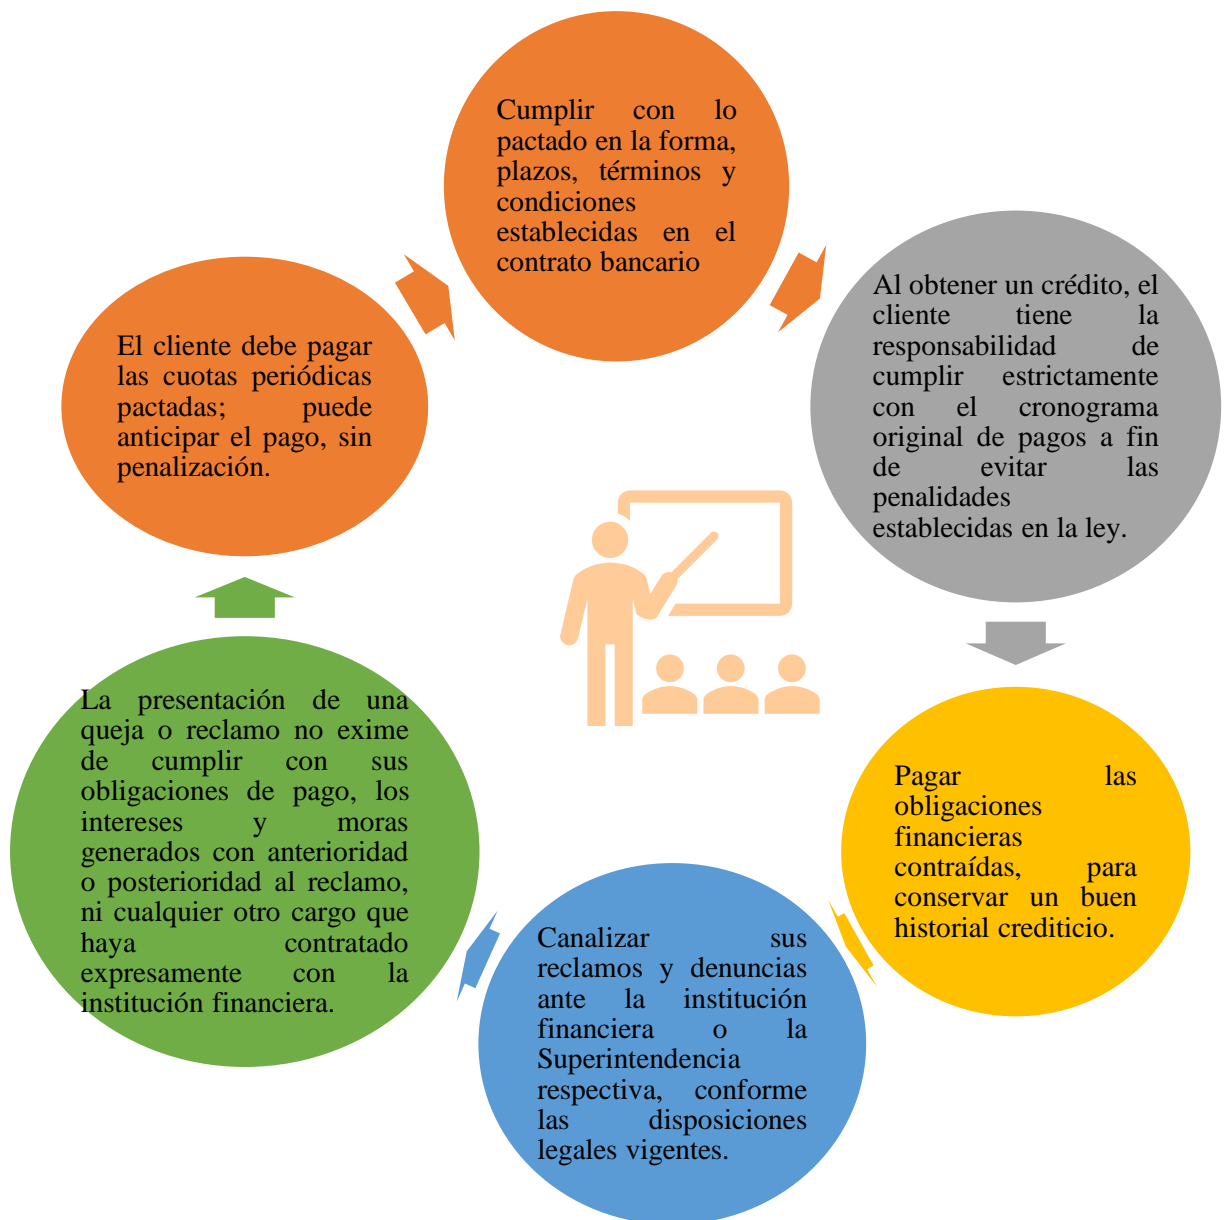 Cumplir con lo
pactado en la forma,
plazos, términos y
condiciones
establecidas en el
contrato bancario
Al obtener un crédito, el
cliente tiene la
responsabilidad de
cumplir estrictamente
con el cronograma
original de pagos a fin
de evitar las
penalidades
establecidas en la ley.
Pagar las
obligaciones
financieras
contraídas, para
conservar un buen
historial crediticio.
Canalizar sus
reclamos y denuncias
ante la institución
financiera o la
Superintendencia
respectiva, conforme
las disposiciones
legales vigentes.
La presentación de una
queja o reclamo no exime
de cumplir con sus
obligaciones de pago, los
intereses y moras
generados con anterioridad
o posterioridad al reclamo,
ni cualquier otro cargo que
haya contratado
expresamente con la
institución financiera.
El cliente debe pagar
las cuotas periódicas
pactadas; puede
anticipar el pago, sin
penalización.